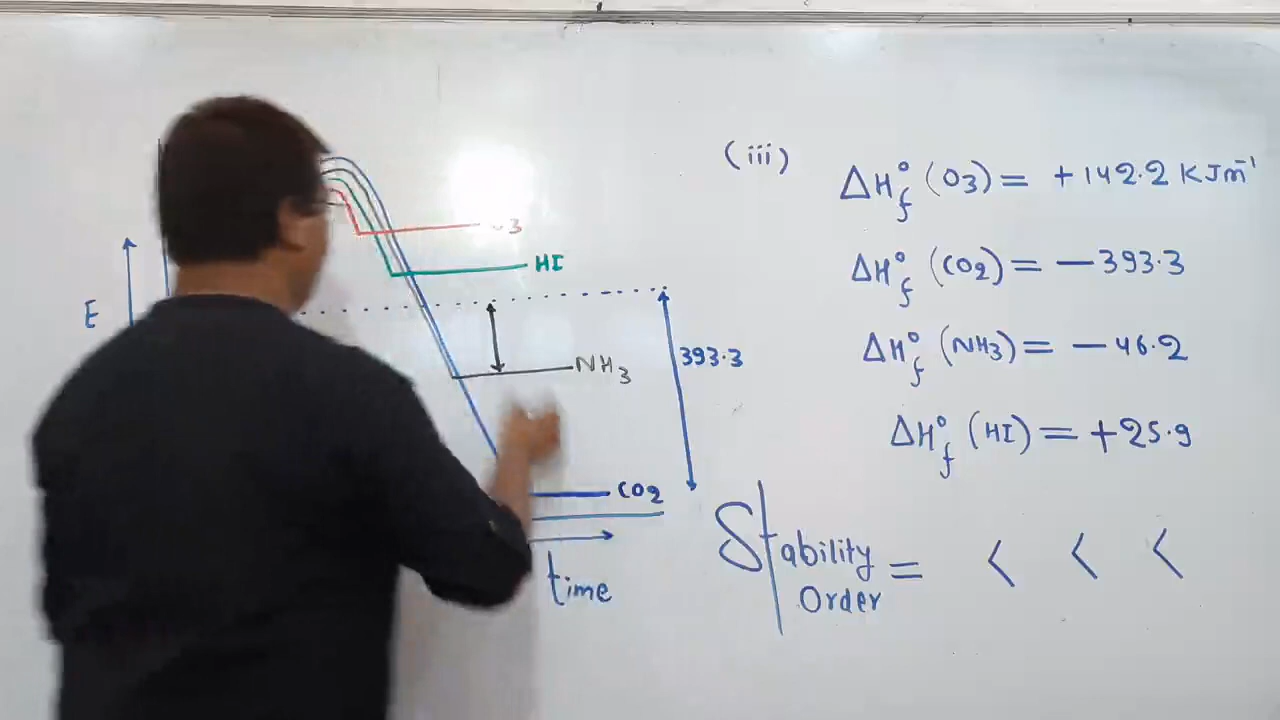 (iii)
ΔH°f (O3) = +142.2 KJm⁻¹
ΔH°f (CO2) = −393.3
ΔH°f (NH3) = −46.2
ΔH°f (HI) = +25.9
Stability
Order = < < <
3
HI
E
393.3
NH3
CO2
time